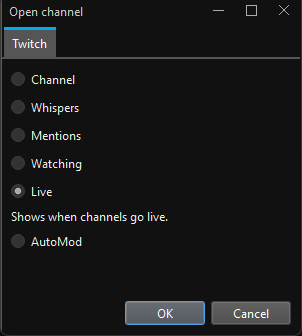 Open channel
Twitch
Channel
Whispers
Mentions
Watching
Live
Shows when channels go live.
AutoMod
OK Cancel